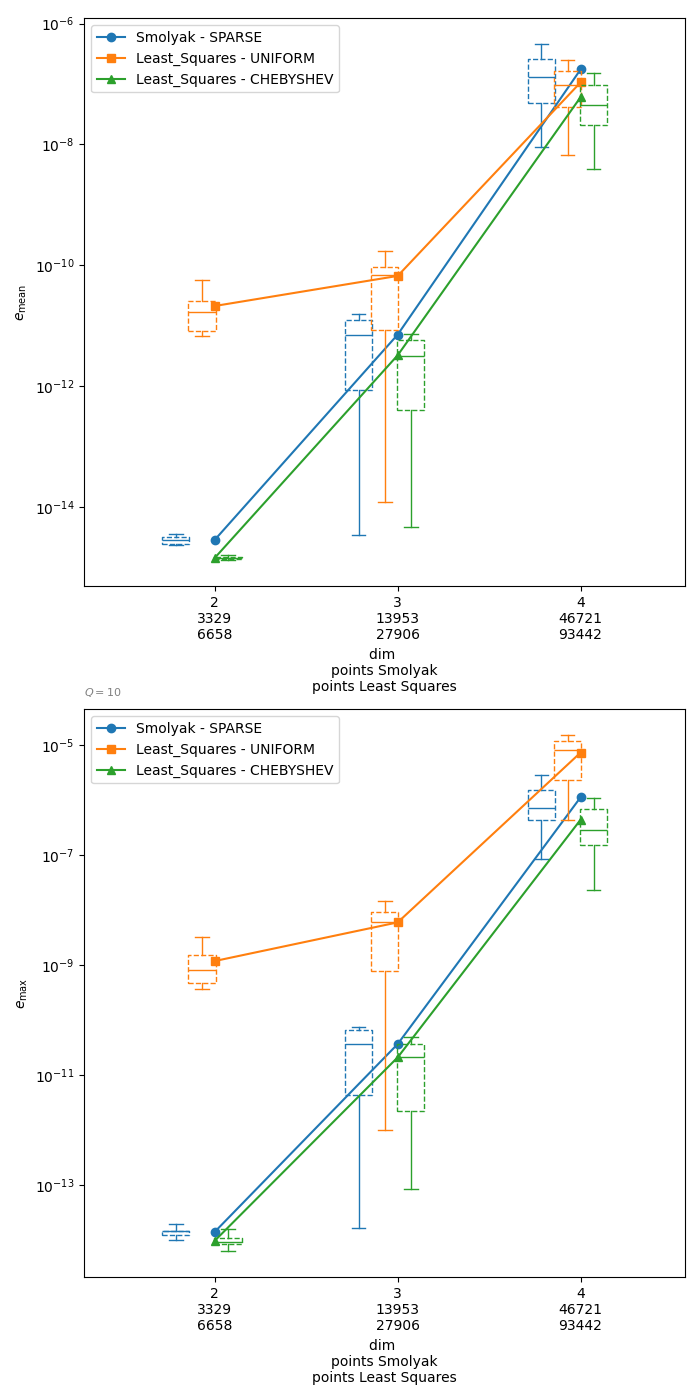 10⁻⁶
Smolyak - SPARSE
Least_Squares - UNIFORM
Least_Squares - CHEBYSHEV
10⁻⁸
10⁻¹⁰
e_mean
10⁻¹²
10⁻¹⁴
2 3 4
3329 13953 46721
6658 27906 93442
dim
points Smolyak
points Least Squares
Q = 10
Smolyak - SPARSE
Least_Squares - UNIFORM
Least_Squares - CHEBYSHEV
10⁻⁵
10⁻⁷
10⁻⁹
e_max
10⁻¹¹
10⁻¹³
2 3 4
3329 13953 46721
6658 27906 93442
dim
points Smolyak
points Least Squares